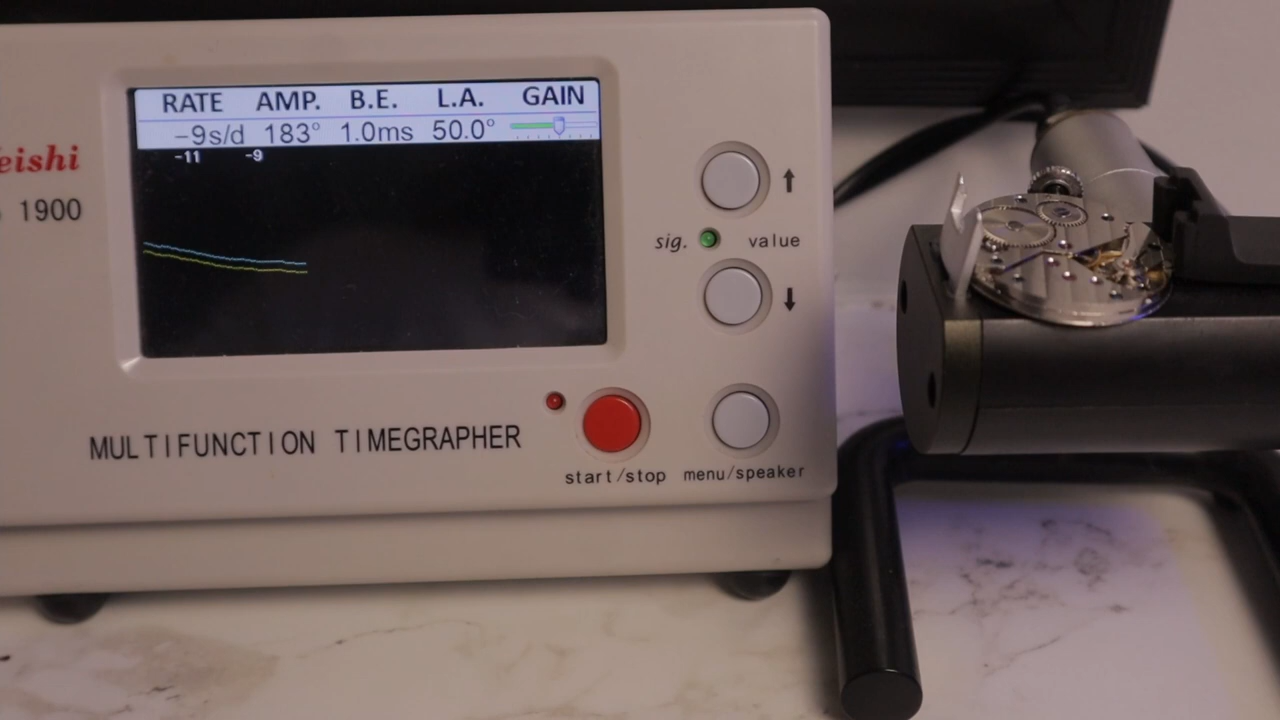 RATE AMP. B.E. L.A. GAIN
-9s/d 183° 1.0ms 50.0°
-11 -9
eishi
1900
sig. value
MULTIFUNCTION TIMEGRAPHER
start/stop menu/speaker